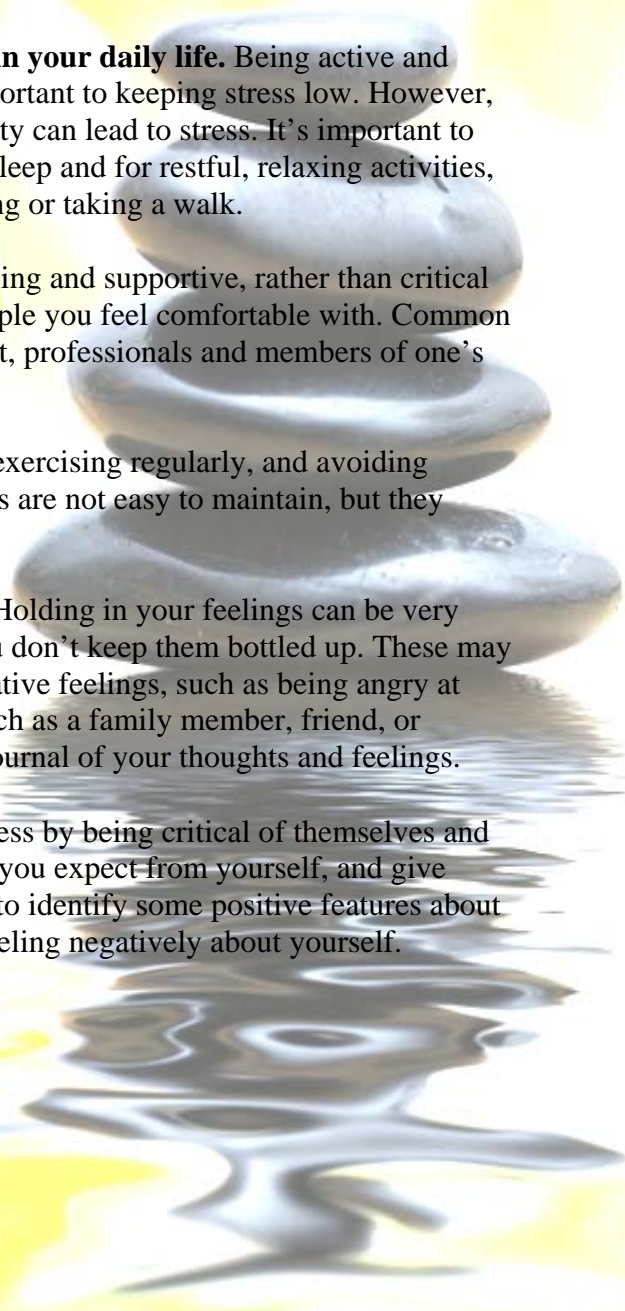 in your daily life. Being active and
ortant to keeping stress low. However,
ty can lead to stress. It’s important to
leep and for restful, relaxing activities,
ng or taking a walk.
ing and supportive, rather than critical
ple you feel comfortable with. Common
t, professionals and members of one’s
exercising regularly, and avoiding
s are not easy to maintain, but they
Holding in your feelings can be very
u don’t keep them bottled up. These may
ative feelings, such as being angry at
ch as a family member, friend, or
ournal of your thoughts and feelings.
ess by being critical of themselves and
you expect from yourself, and give
to identify some positive features about
eling negatively about yourself.